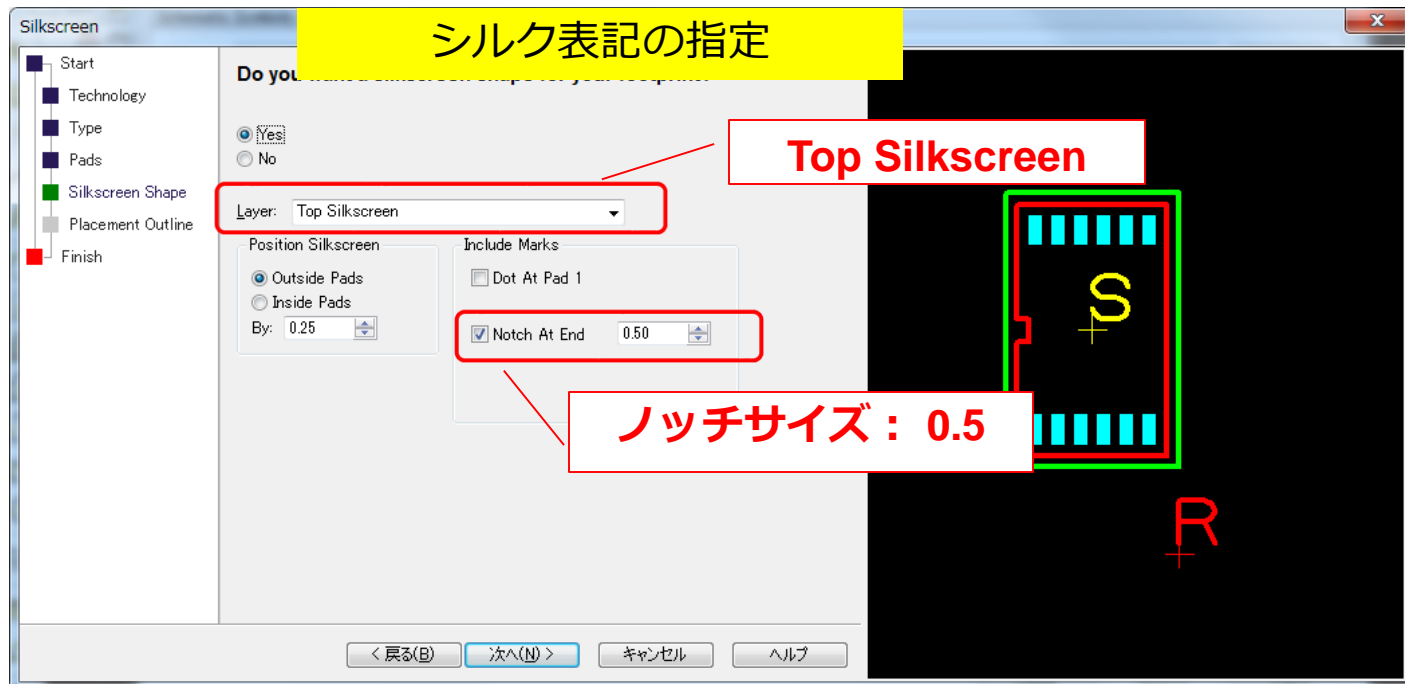 Silkscreen
シルク表記の指定
Start
Technology
Type
Pads
Silkscreen Shape
Placement Outline
Finish
Do you
Yes
No
Top Silkscreen
Layer: Top Silkscreen
Position Silkscreen
Outside Pads
Inside Pads
By: 0.25
Include Marks
Dot At Pad 1
Notch At End 0.50
ノッチサイズ： 0.5
S
R
< 戻る(B)
次へ(N) >
キャンセル
ヘルプ